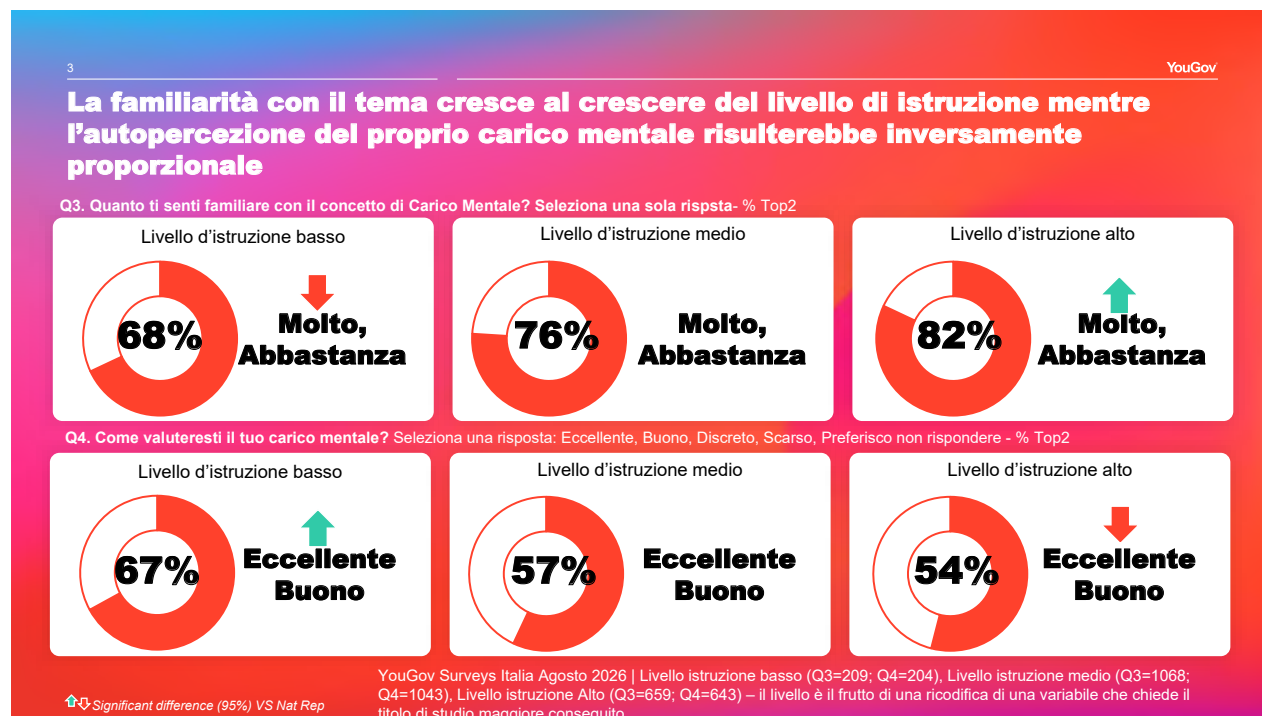 3
YouGov
La familiarità con il tema cresce al crescere del livello di istruzione mentre
l’autopercezione del proprio carico mentale risulterebbe inversamente
proporzionale
Q3. Quanto ti senti familiare con il concetto di Carico Mentale? Seleziona una sola rispsta- % Top2
Livello d’istruzione basso
68%
Molto,
Abbastanza
Livello d’istruzione medio
76%
Molto,
Abbastanza
Livello d’istruzione alto
82%
Molto,
Abbastanza
Q4. Come valuteresti il tuo carico mentale? Seleziona una risposta: Eccellente, Buono, Discreto, Scarso, Preferisco non rispondere - % Top2
Livello d’istruzione basso
67%
Eccellente
Buono
Livello d’istruzione medio
57%
Eccellente
Buono
Livello d’istruzione alto
54%
Eccellente
Buono
YouGov Surveys Italia Agosto 2026 | Livello istruzione basso (Q3=209; Q4=204), Livello istruzione medio (Q3=1068;
Q4=1043), Livello istruzione Alto (Q3=659; Q4=643) – il livello è il frutto di una ricodifica di una variabile che chiede il
titolo di studio maggiore conseguito
Significant difference (95%) VS Nat Rep